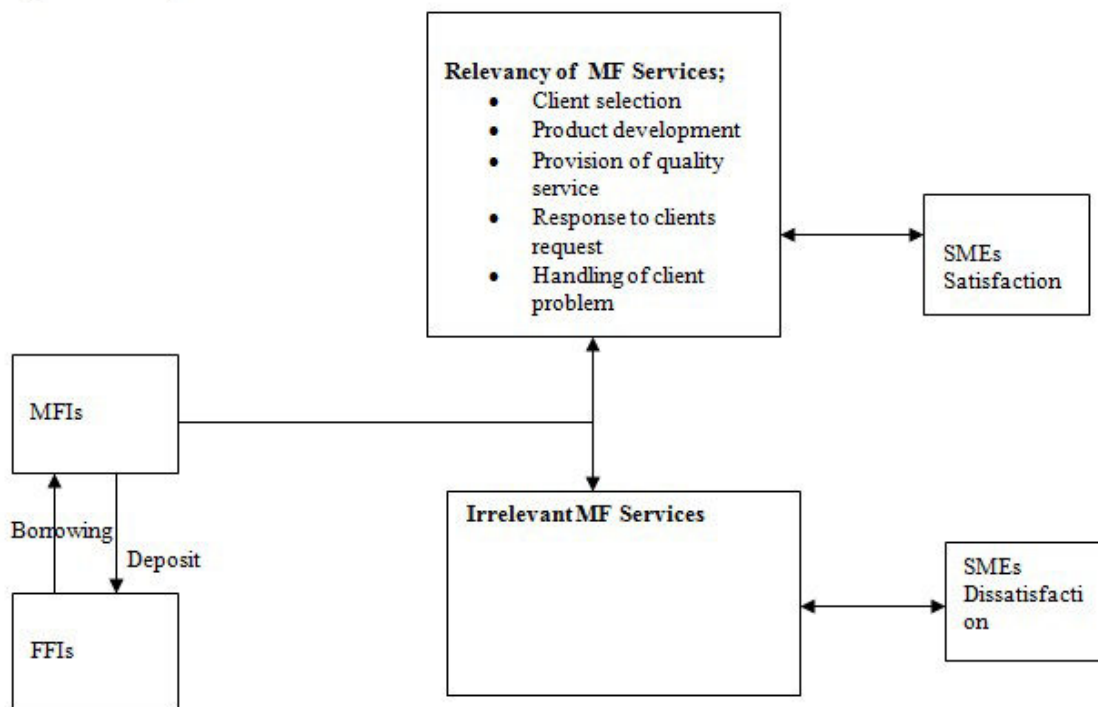 Relevancy of MF Services;
• Client selection
• Product development
• Provision of quality
service
• Response to clients
request
• Handling of client
problem
SMEs
Satisfaction
MFIs
Borrowing
Deposit
FFIs
Irrelevant MF Services
SMEs
Dissatisfacti
on